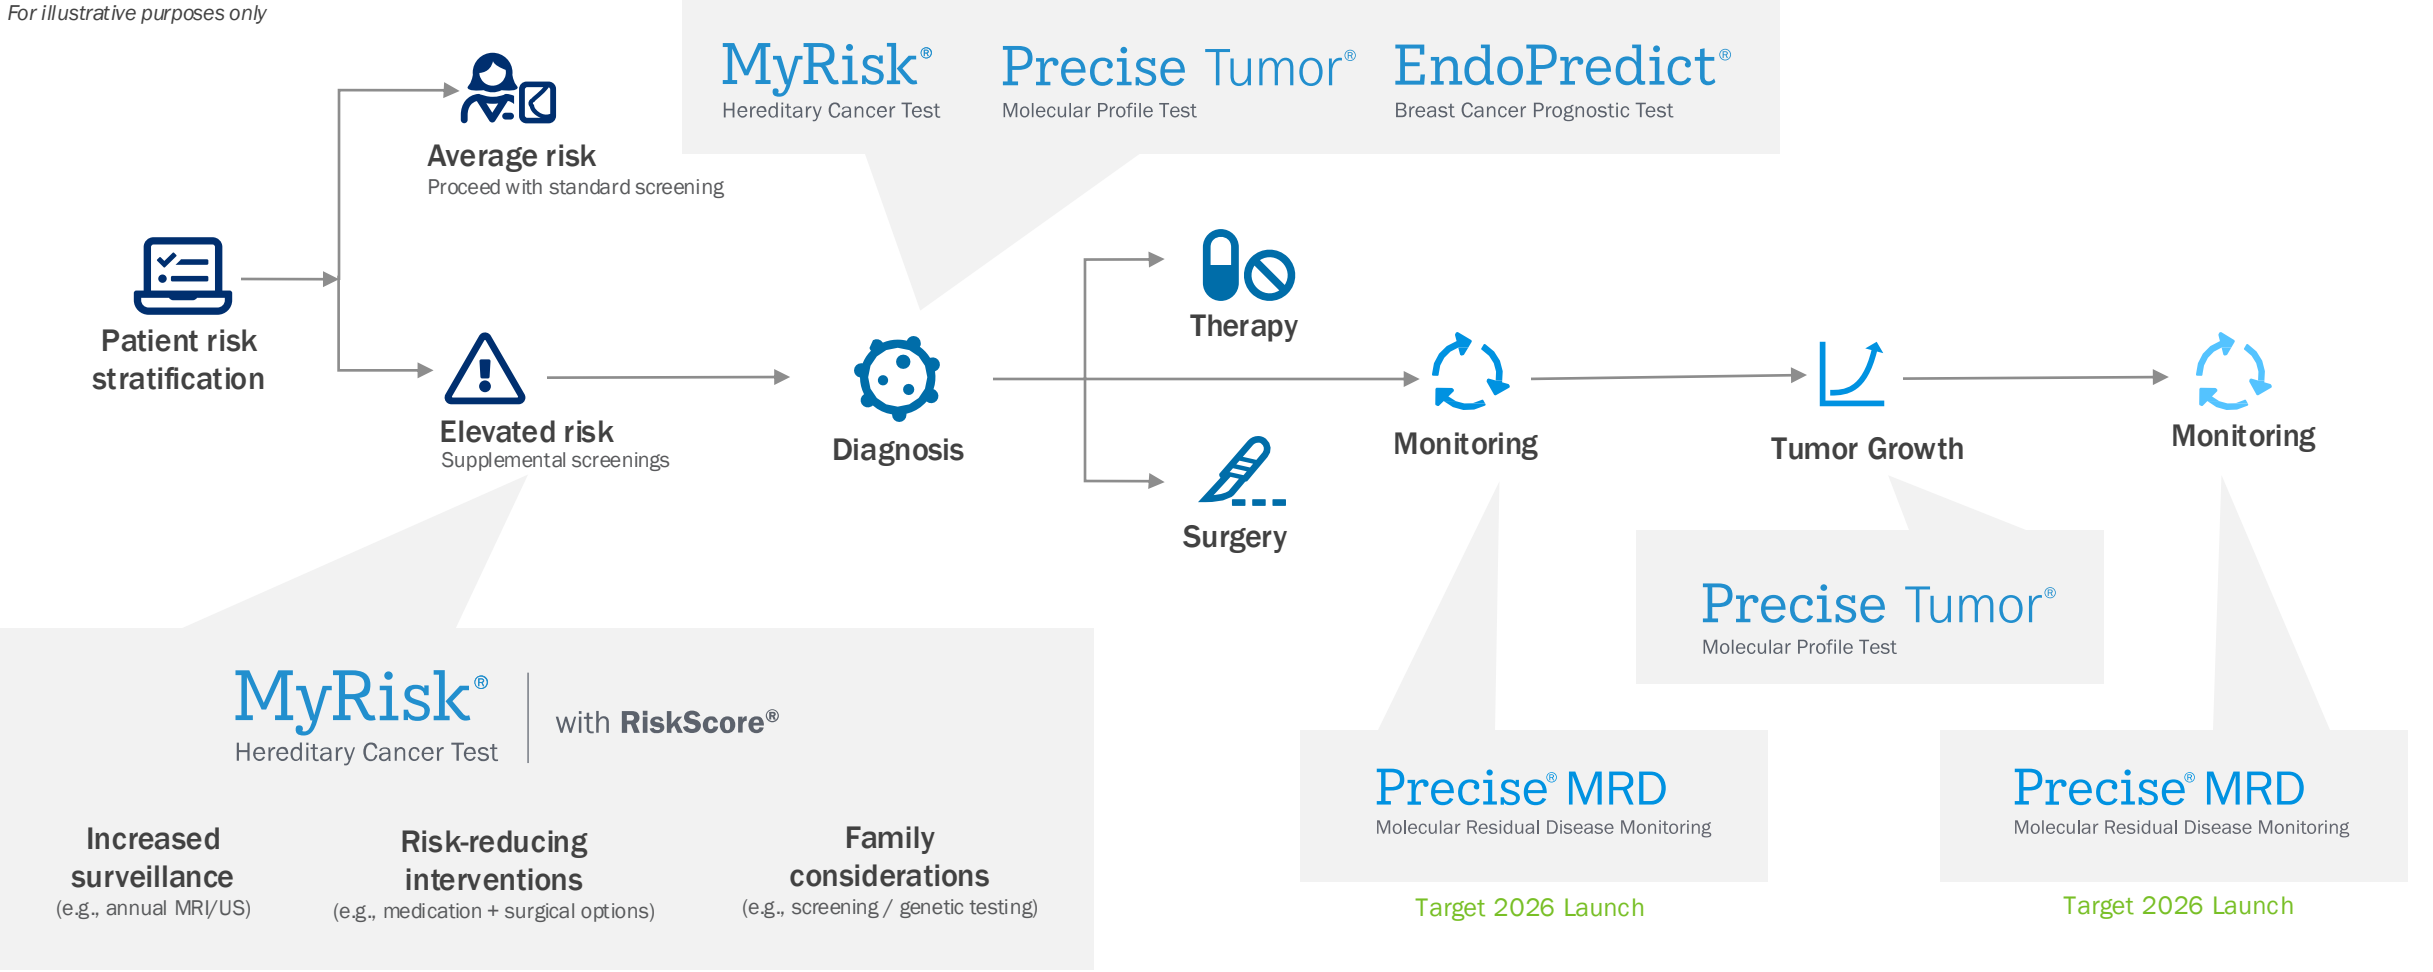 For illustrative purposes only
MyRisk®
Hereditary Cancer Test
Precise Tumor®
Molecular Profile Test
EndoPredict®
Breast Cancer Prognostic Test
Average risk
Proceed with standard screening
Patient risk
stratification
Elevated risk
Supplemental screenings
Diagnosis
Therapy
Surgery
Monitoring
Tumor Growth
Monitoring
MyRisk®
Hereditary Cancer Test
with RiskScore®
Increased
surveillance
(e.g., annual MRI/US)
Risk-reducing
interventions
(e.g., medication + surgical options)
Family
considerations
(e.g., screening / genetic testing)
Precise® MRD
Molecular Residual Disease Monitoring
Target 2026 Launch
Precise Tumor®
Molecular Profile Test
Precise® MRD
Molecular Residual Disease Monitoring
Target 2026 Launch